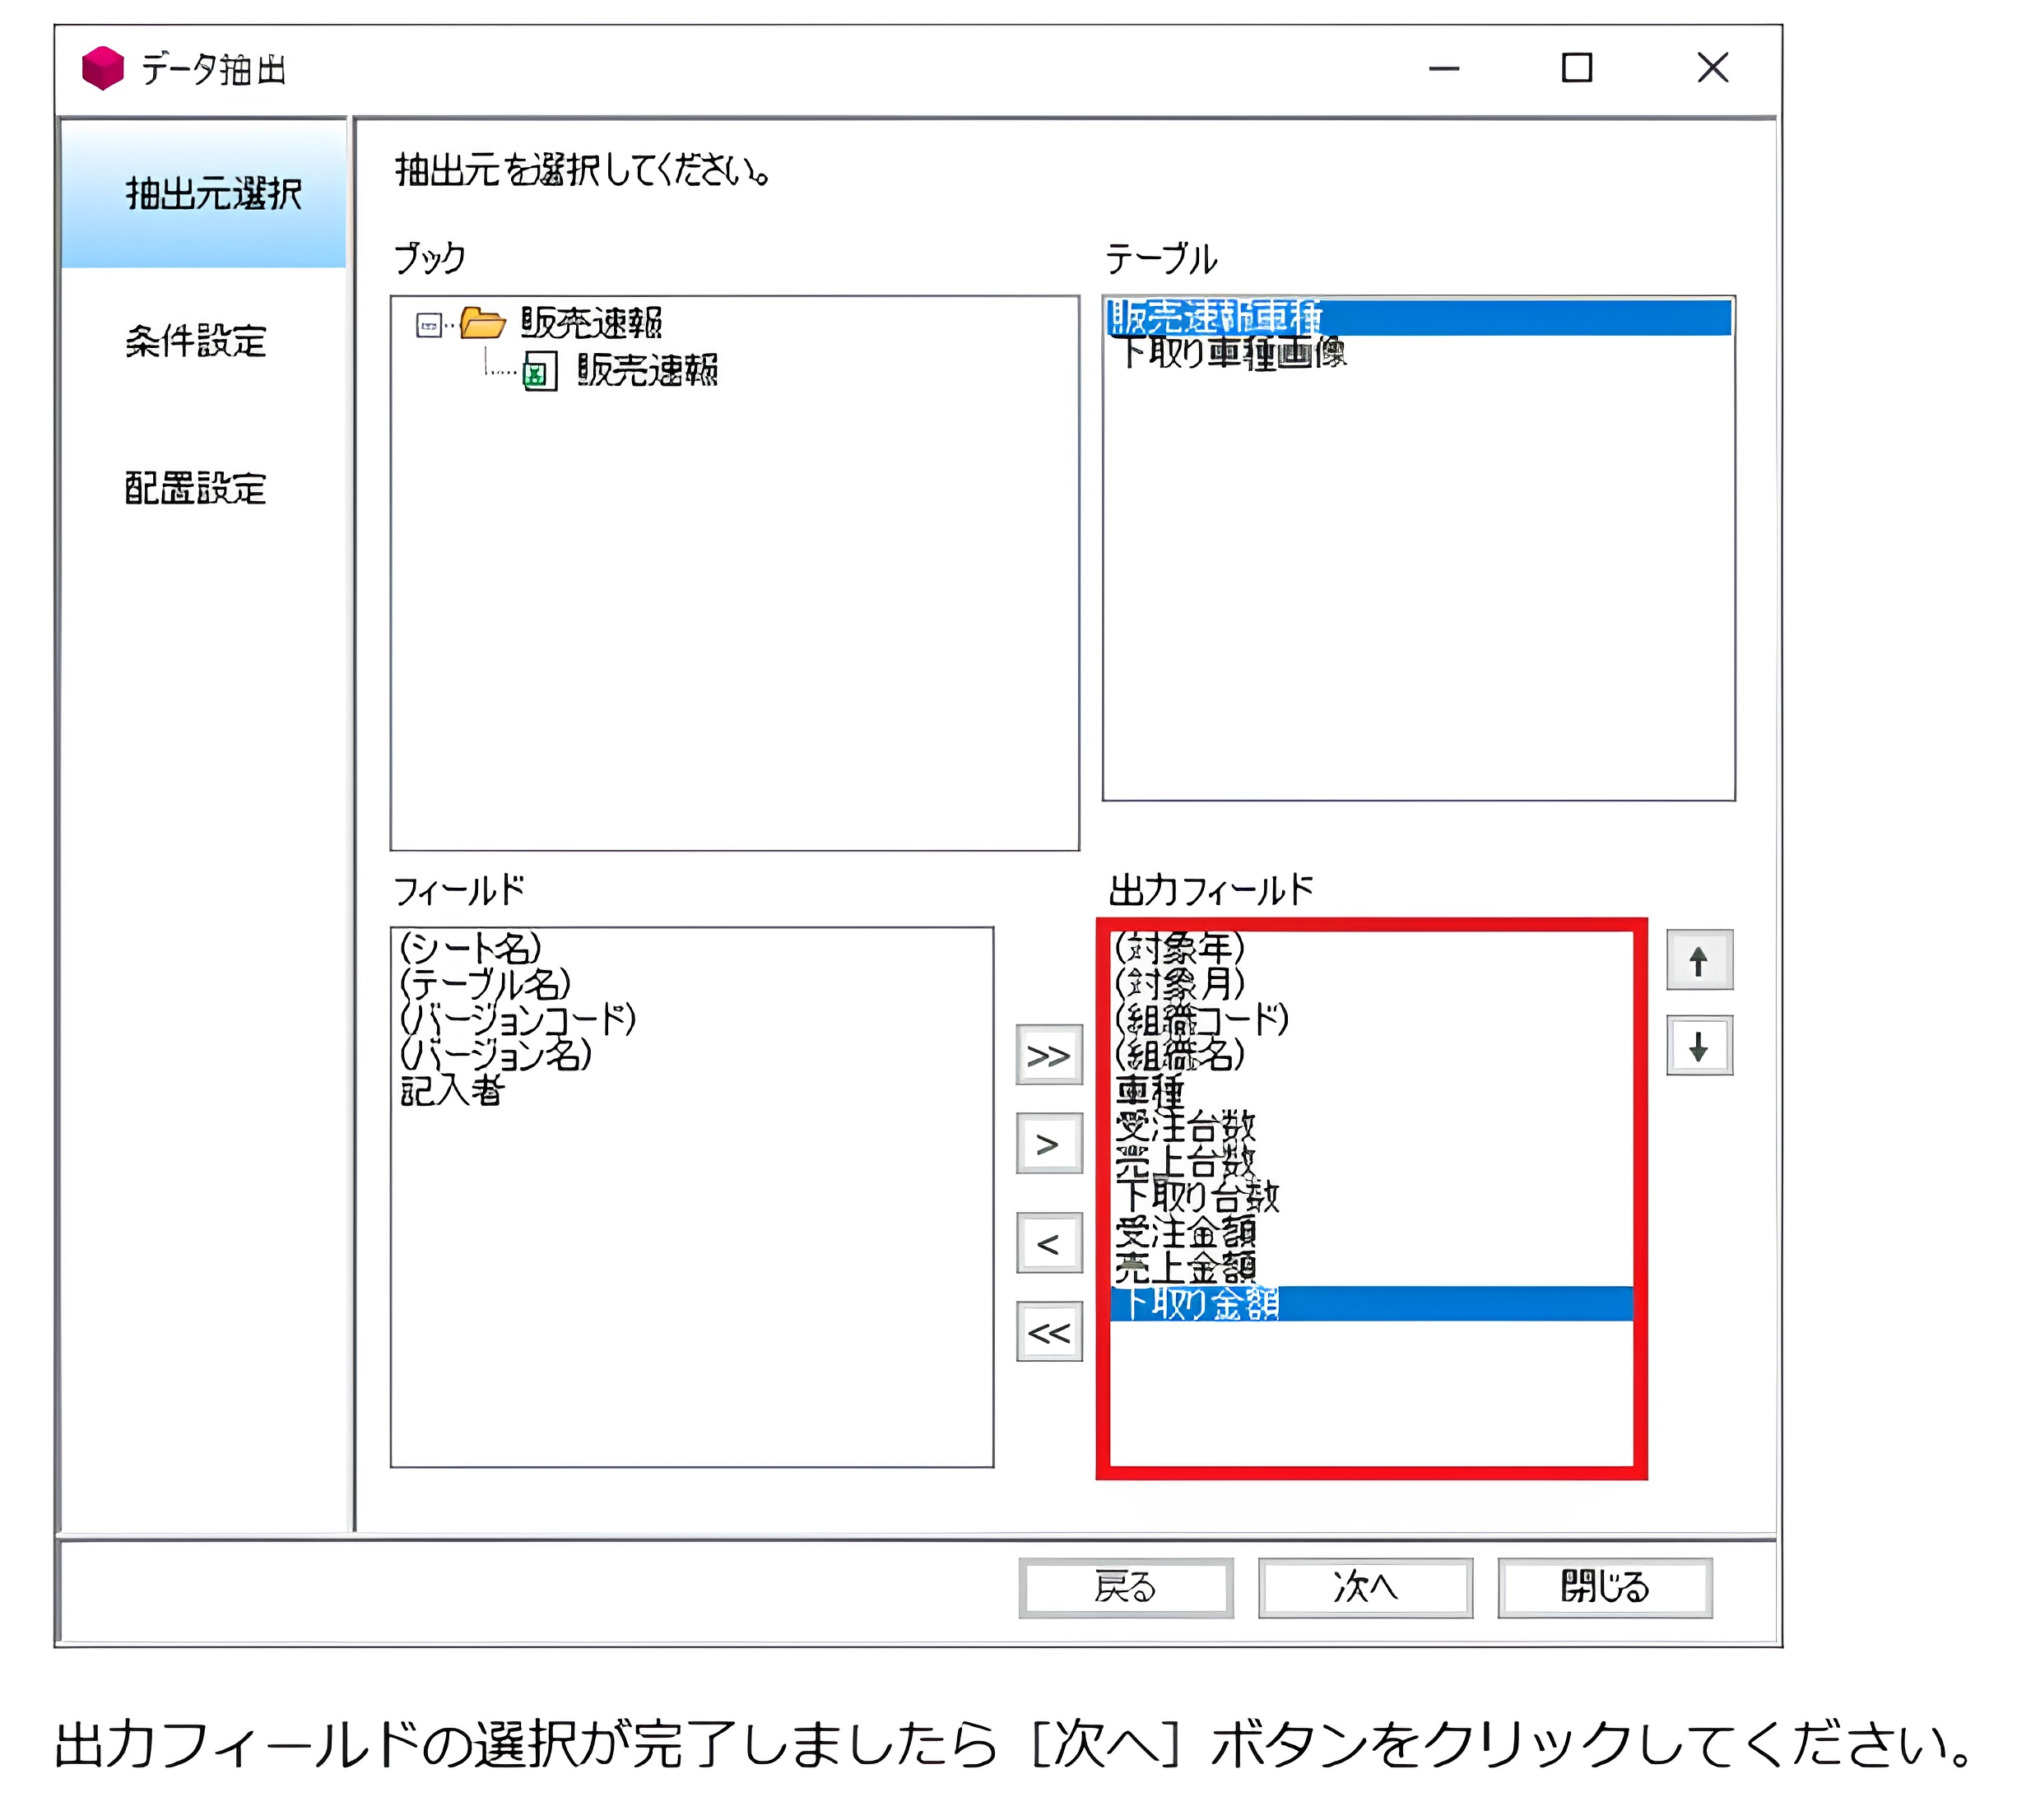 データ抽出
抽出元選択
条件設定
配置設定
抽出元を選択してください。
ブック
販売速報
販売速報
テーブル
下取り車種画像
フィールド
(シート名)
(テーブル名)
(バージョンコード)
(バージョン名)
記入者
>>
>
<
<<
出力フィールド
(対象年)
(対象月)
(組織コード)
(組織名)
車種
受注台数
売上台数
下取り台数
受注金額
売上金額
下取り金額
戻る
次へ
閉じる
出力フィールドの選択が完了しましたら［次へ］ボタンをクリックしてください。